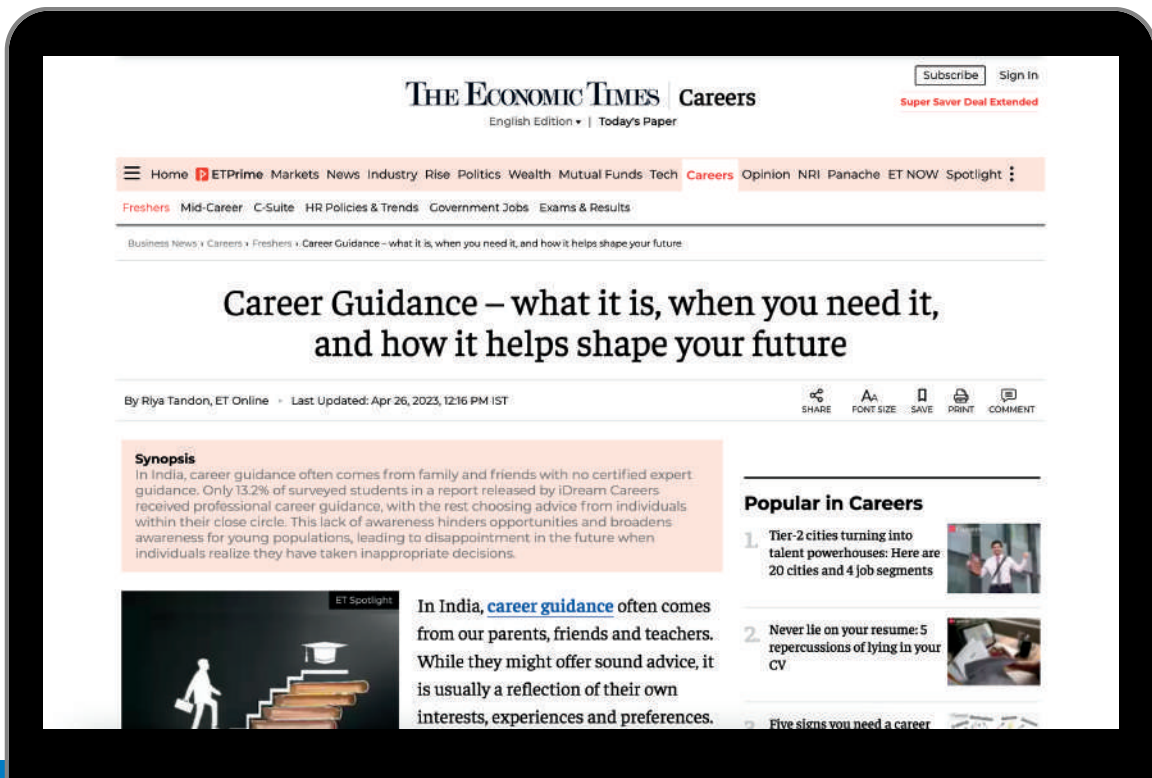 Subscribe Sign In
THE ECONOMIC TIMES | Careers
Super Saver Deal Extended
English Edition ▾ | Today's Paper
Home ETPrime Markets News Industry Rise Politics Wealth Mutual Funds Tech Careers Opinion NRI Panache ET NOW Spotlight
Freshers Mid-Career C-Suite HR Policies & Trends Government Jobs Exams & Results
Business News › Careers › Freshers › Career Guidance – what it is, when you need it, and how it helps shape your future
Career Guidance – what it is, when you need it,
and how it helps shape your future
By Riya Tandon, ET Online • Last Updated: Apr 26, 2023, 12:16 PM IST
SHARE FONT SIZE SAVE PRINT COMMENT
Synopsis
In India, career guidance often comes from family and friends with no certified expert
guidance. Only 13.2% of surveyed students in a report released by iDream Careers
received professional career guidance, with the rest choosing advice from individuals
within their close circle. This lack of awareness hinders opportunities and broadens
awareness for young populations, leading to disappointment in the future when
individuals realize they have taken inappropriate decisions.
ET Spotlight
In India, career guidance often comes
from our parents, friends and teachers.
While they might offer sound advice, it
is usually a reflection of their own
interests, experiences and preferences.
Popular in Careers
1. Tier-2 cities turning into
talent powerhouses: Here are
20 cities and 4 job segments
2. Never lie on your resume: 5
repercussions of lying in your
CV
Five signs you need a career